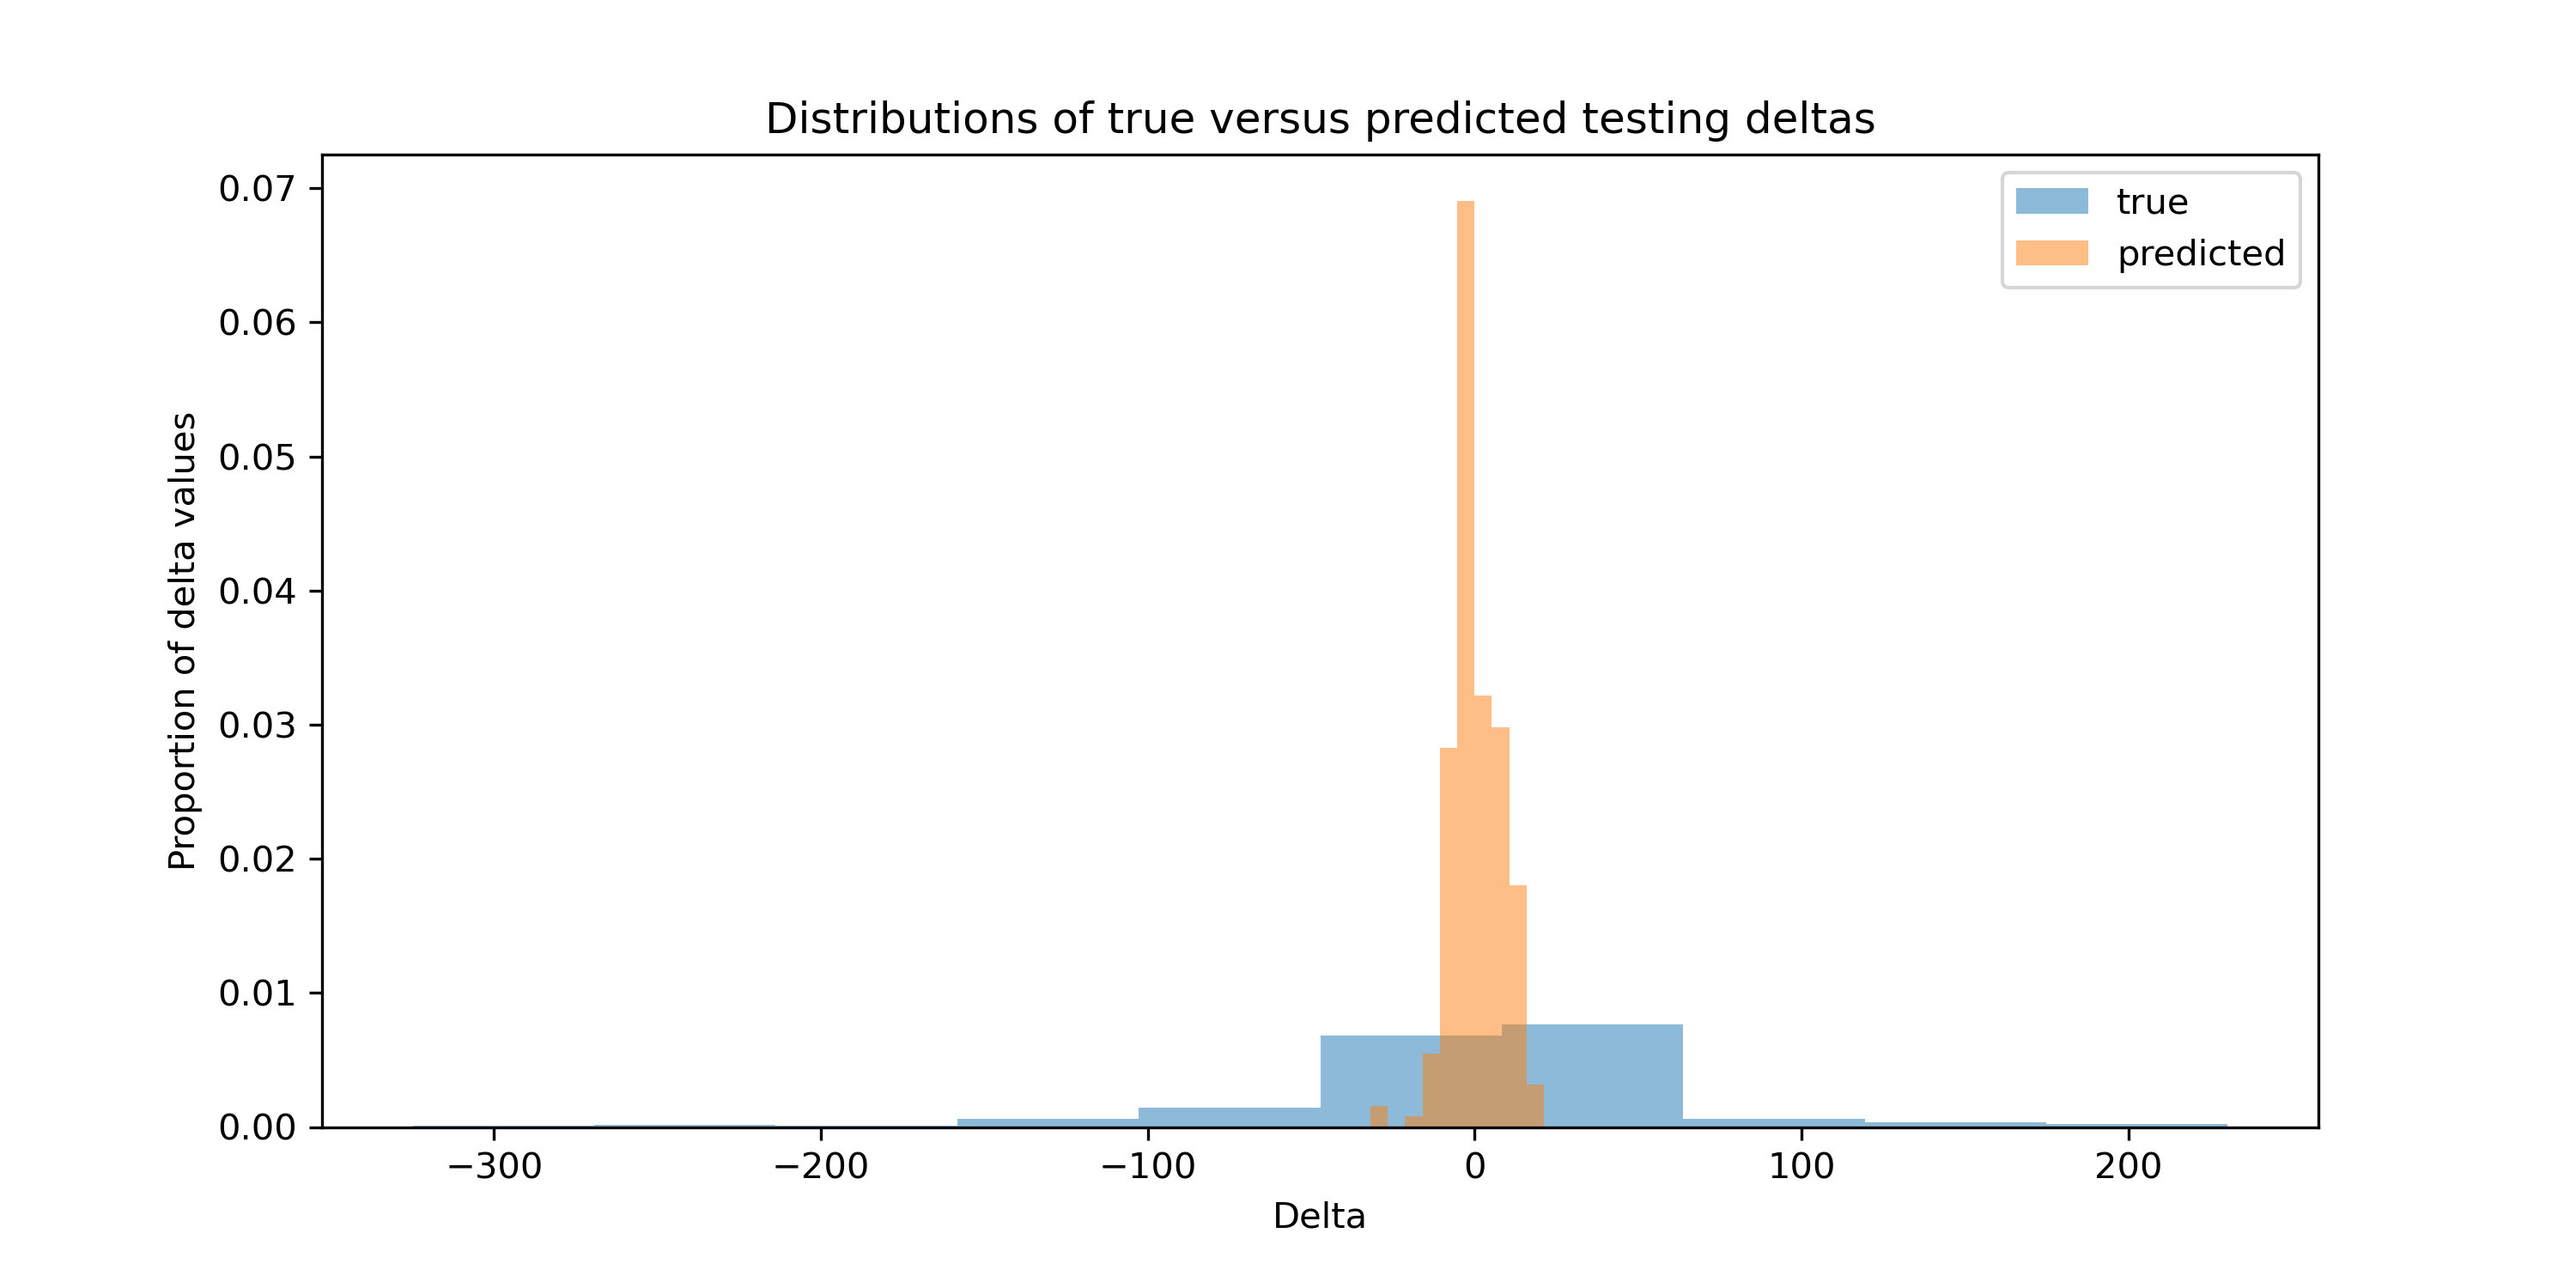 Distributions of true versus predicted testing deltas
true
predicted
0.07
0.06
0.05
0.04
0.03
0.02
0.01
0.00
Proportion of delta values
−300
−200
−100
0
100
200
Delta